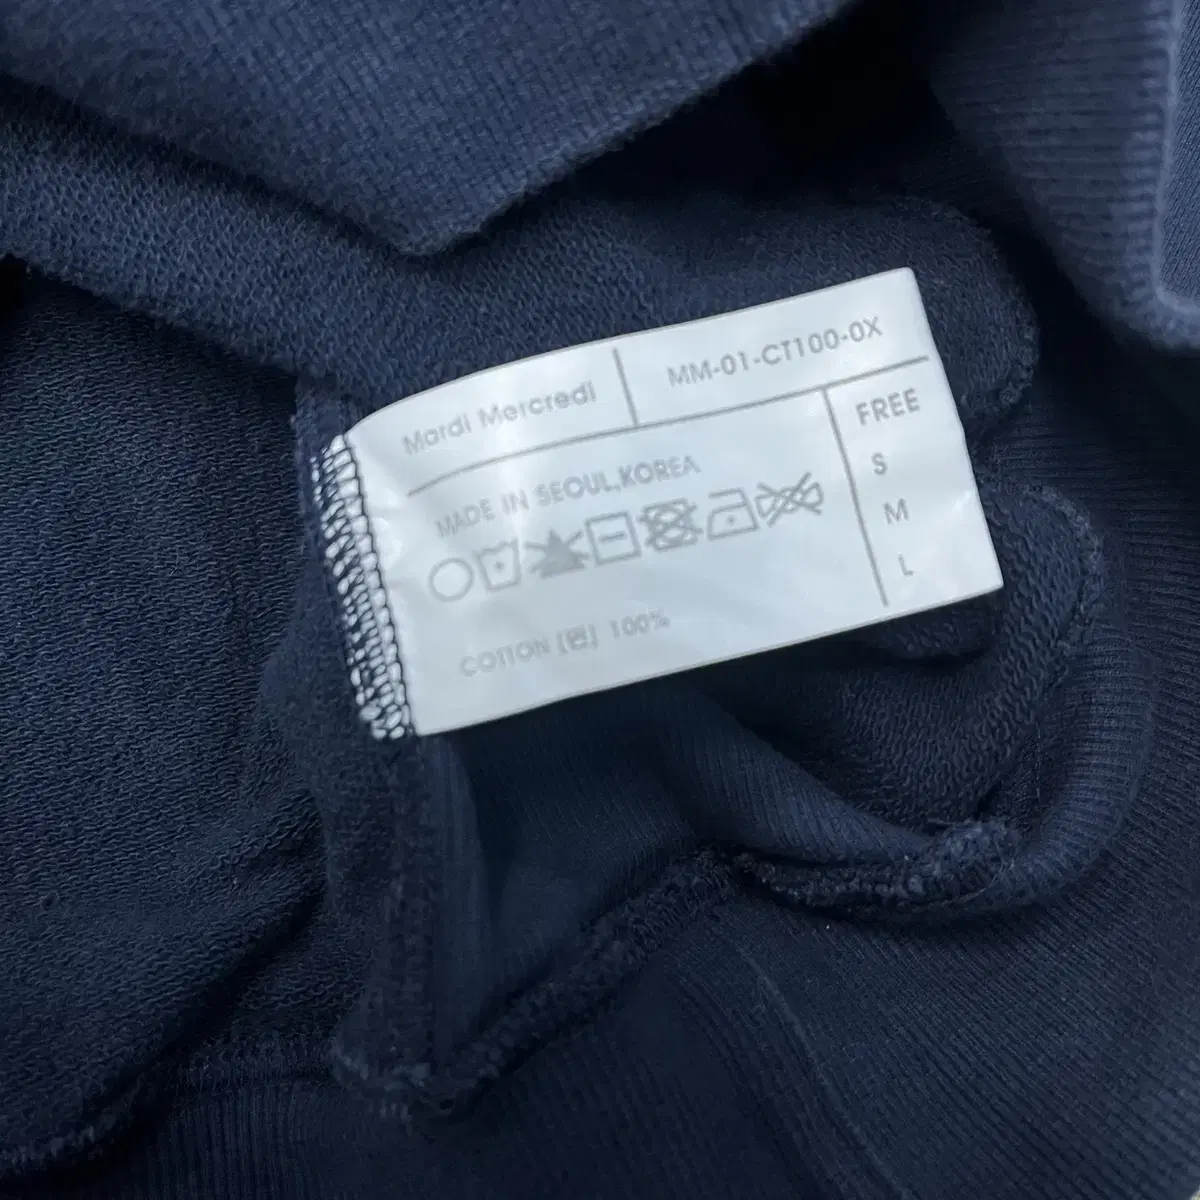 Mardi Mercredi
MM-01-CT100-0X
MADE IN SEOUL,KOREA
FREE
S
M
L
COTTON [면] 100%